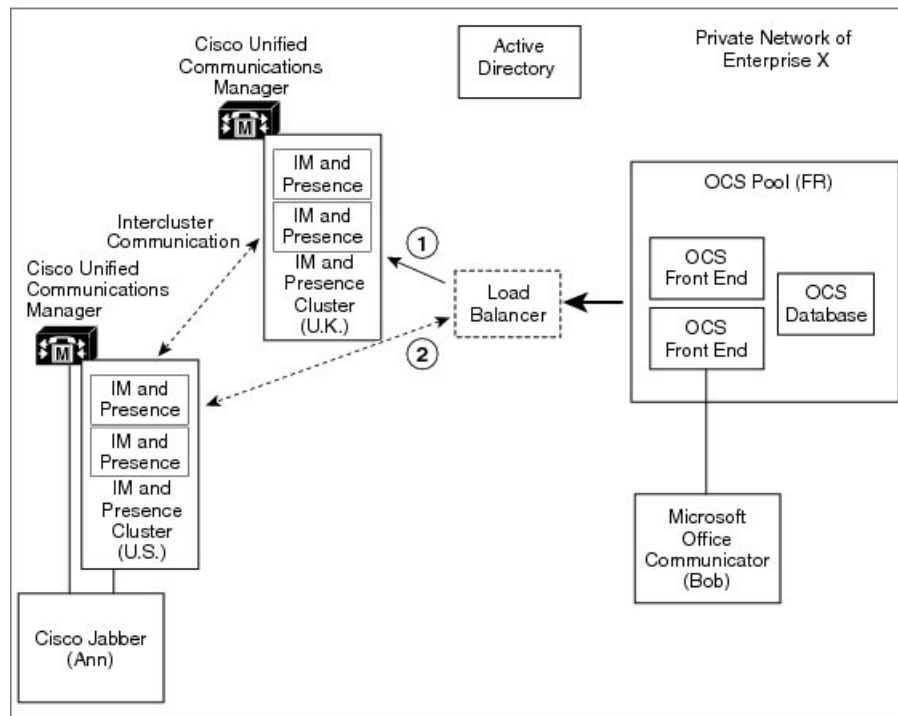 Cisco Unified
Communications
Manager
M
Active
Directory
Private Network of
Enterprise X
IM and
Presence
IM and
Presence
IM and
Presence
Cluster
(U.K.)
Intercluster
Communication
1
Load
Balancer
2
OCS Pool (FR)
OCS
Front End
OCS
Front End
OCS
Database
Cisco Unified
Communications
Manager
M
IM and
Presence
IM and
Presence
IM and
Presence
Cluster
(U.S.)
Microsoft
Office
Communicator
(Bob)
Cisco Jabber
(Ann)